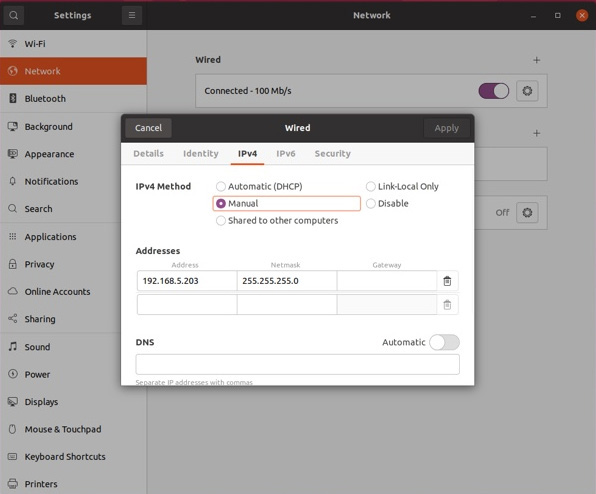 Settings
Network
Wi-Fi
Network
Bluetooth
Background
Appearance
Notifications
Search
Applications
Privacy
Online Accounts
Sharing
Sound
Power
Displays
Mouse & Touchpad
Keyboard Shortcuts
Printers
Wired
Connected - 100 Mb/s
Off
Cancel
Wired
Apply
Details Identity IPv4 IPv6 Security
IPv4 Method
Automatic (DHCP)
Link-Local Only
Manual
Disable
Shared to other computers
Addresses
Address Netmask Gateway
192.168.5.203 255.255.255.0
DNS
Automatic
Separate IP addresses with commas